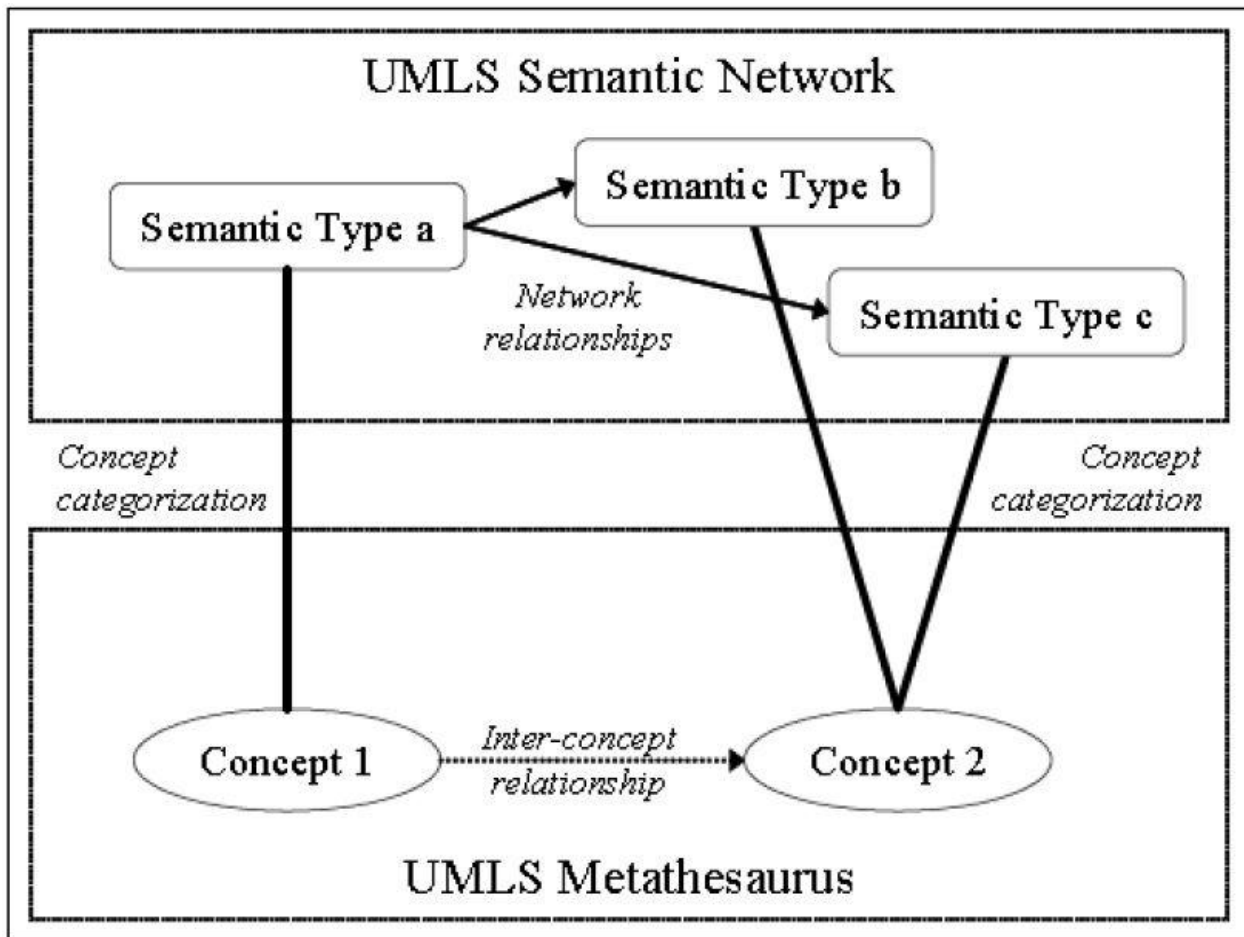 UMLS Semantic Network
Semantic Type b
Semantic Type a
Network
relationships
Semantic Type c
Concept
categorization
Concept
categorization
Inter-concept
relationship
Concept 1
Concept 2
UMLS Metathesaurus